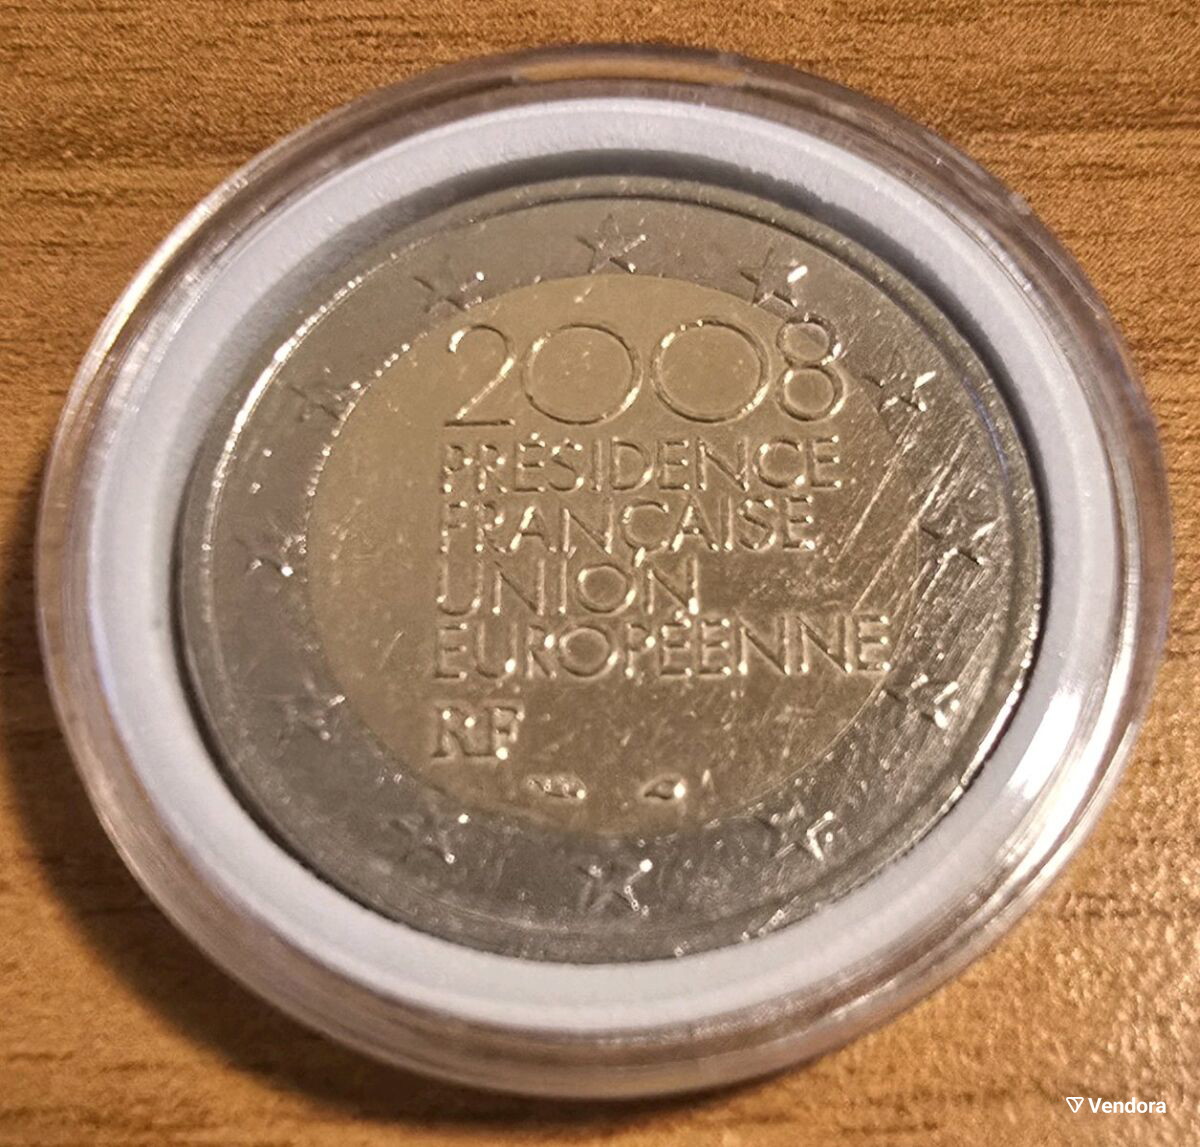 2008
PRÉSIDENCE
FRANÇAISE
UNION
EUROPÉENNE
RF
Vendora